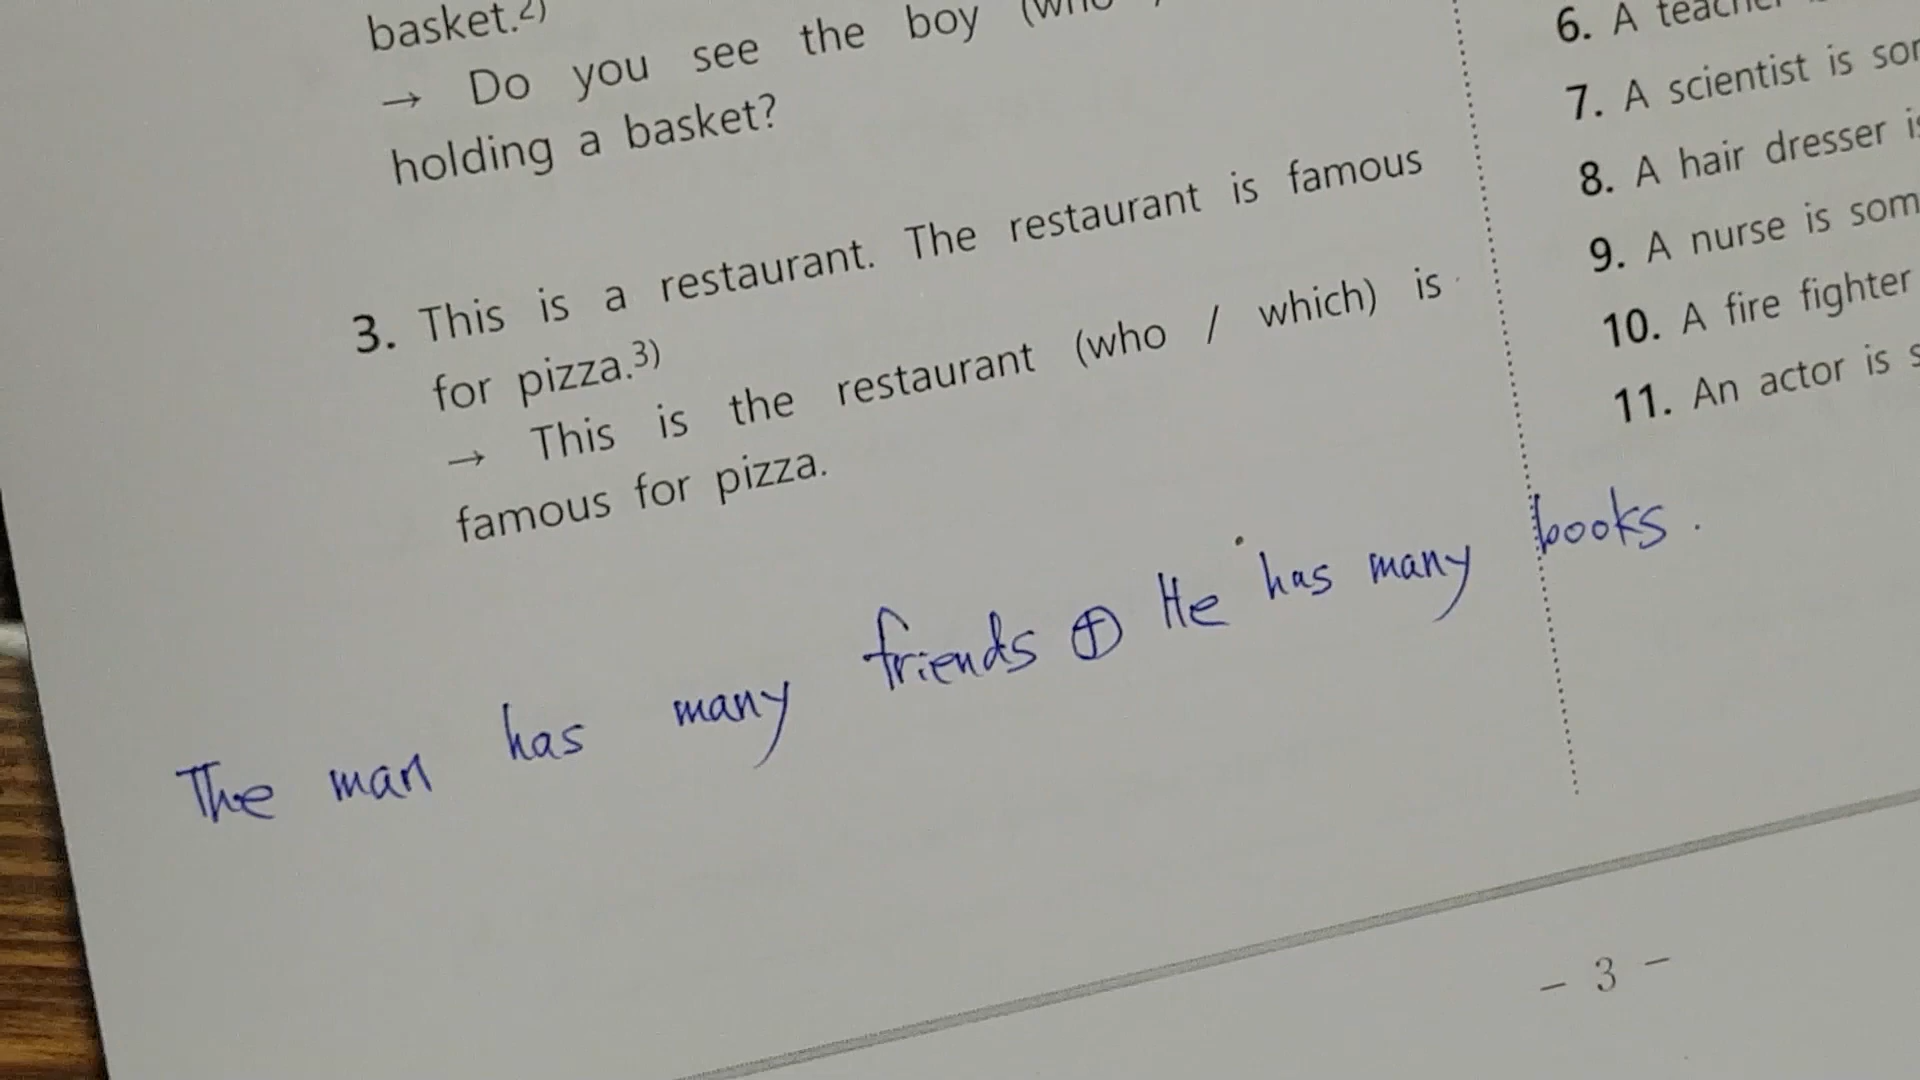 basket.2)
→ Do you see the boy
holding a basket?
3. This is a restaurant. The restaurant is famous
for pizza.3)
→ This is the restaurant (who / which) is
famous for pizza.
6. A
7. A scientist is
8. A hair dresser
9. A nurse is
10. A fire fighter
11. An actor is
The man has many friends ⊕ He has many books.
- 3 -